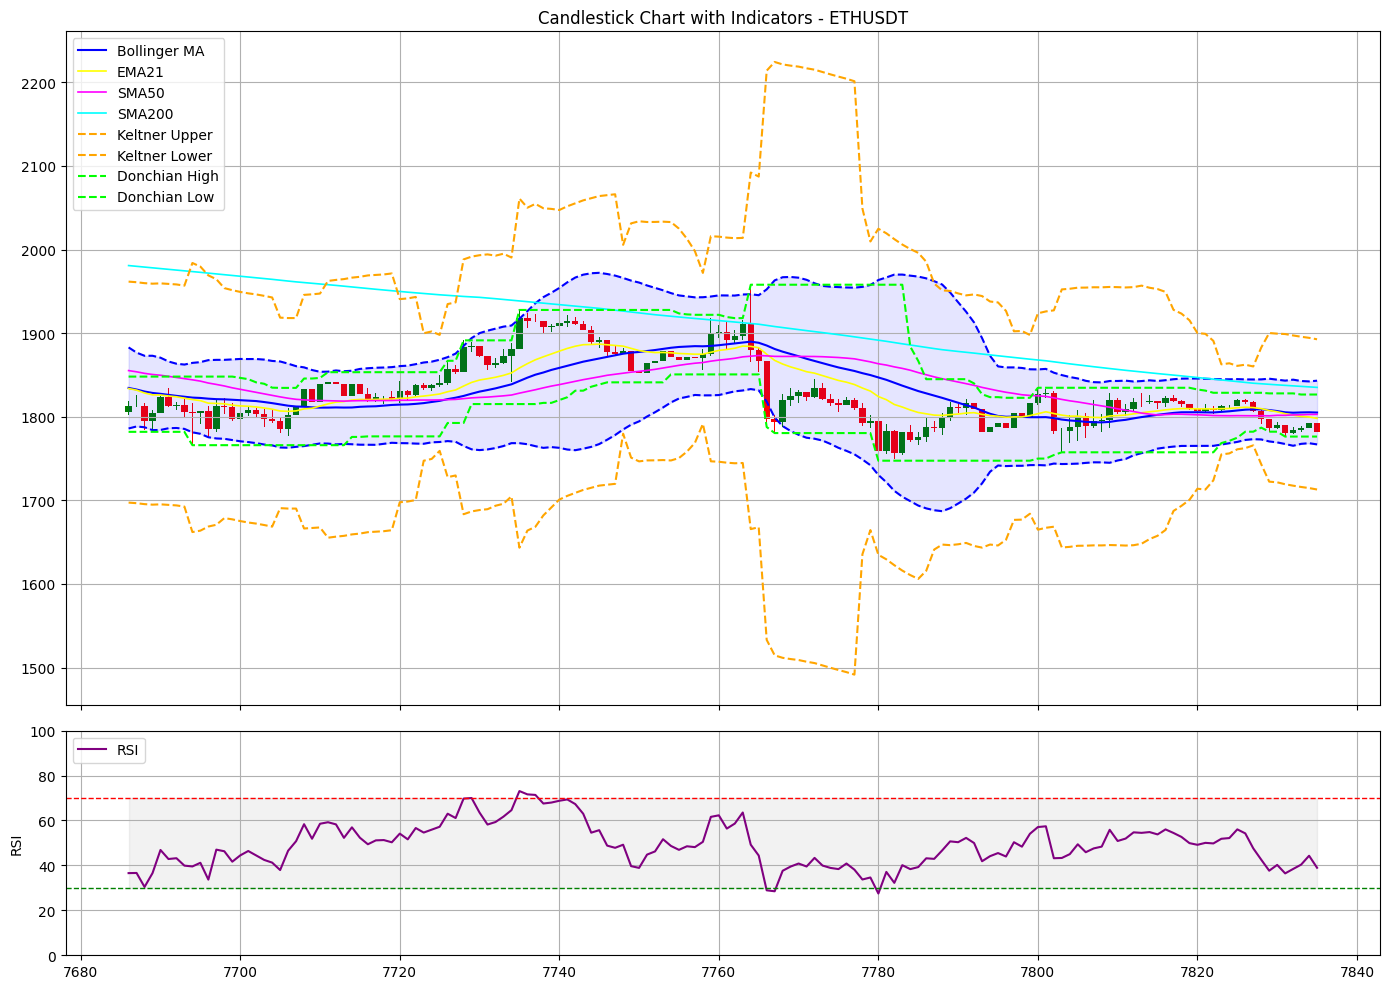 Candlestick Chart with Indicators - ETHUSDT
Bollinger MA
EMA21
SMA50
SMA200
Keltner Upper
Keltner Lower
Donchian High
Donchian Low
2200
2100
2000
1900
1800
1700
1600
1500
RSI
100
80
60
40
20
0
RSI
7680 7700 7720 7740 7760 7780 7800 7820 7840